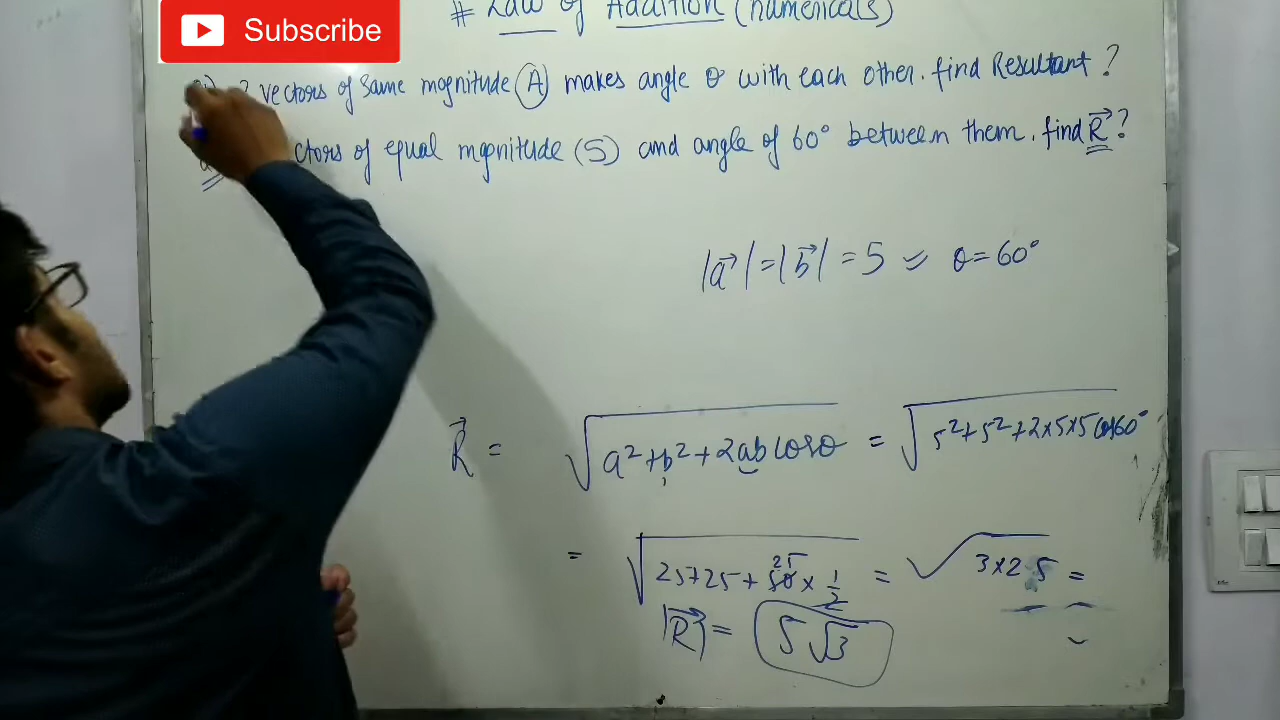 Subscribe
# Law of Addition (numericals)
2 vectors of same magnitude (A) makes angle θ with each other. find Resultant ?
ctors of equal magnitude (5) and angle of 60° between them. find R⃗ ?
|a⃗| = |b⃗| = 5 θ = 60°
R⃗ = √(a² + b² + 2ab cosθ) = √(5² + 5² + 2×5×5 cos60°)
= √(25+25+50 25 × 1/2) = √(3×25) =
|R⃗| = 5√3